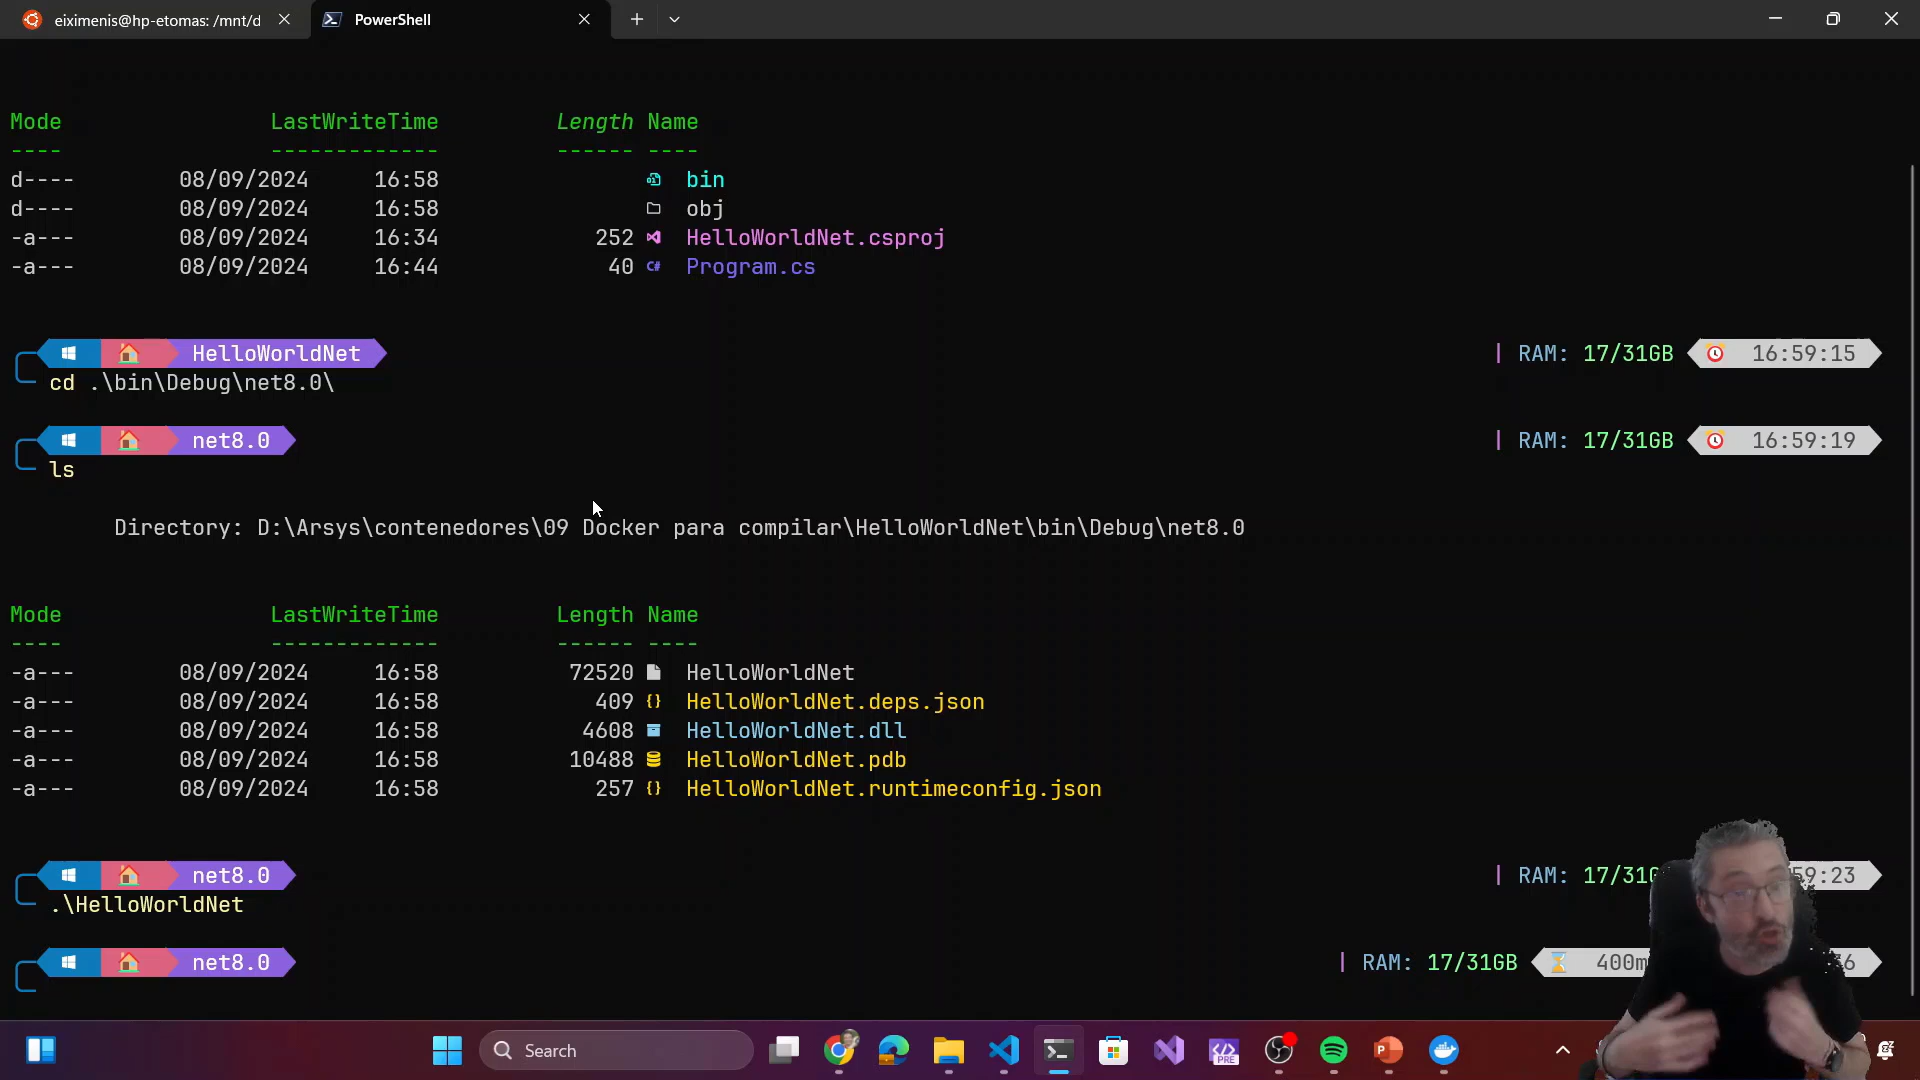 eiximenis@hp-etomas: /mnt/d
PowerShell
Mode LastWriteTime Length Name
---- ------------- ------ ----
d---- 08/09/2024 16:58 bin
d---- 08/09/2024 16:58 obj
-a--- 08/09/2024 16:34 252 HelloWorldNet.csproj
-a--- 08/09/2024 16:44 40 C# Program.cs
HelloWorldNet | RAM: 17/31GB 16:59:15
cd .\bin\Debug\net8.0\
net8.0 | RAM: 17/31GB 16:59:19
ls
Directory: D:\Arsys\contenedores\09 Docker para compilar\HelloWorldNet\bin\Debug\net8.0
Mode LastWriteTime Length Name
---- ------------- ------ ----
-a--- 08/09/2024 16:58 72520 HelloWorldNet
-a--- 08/09/2024 16:58 409 {} HelloWorldNet.deps.json
-a--- 08/09/2024 16:58 4608 HelloWorldNet.dll
-a--- 08/09/2024 16:58 10488 HelloWorldNet.pdb
-a--- 08/09/2024 16:58 257 {} HelloWorldNet.runtimeconfig.json
net8.0 | RAM: 17/31G 59:23
.\HelloWorldNet
net8.0 | RAM: 17/31GB 400m 6
Search
PRE